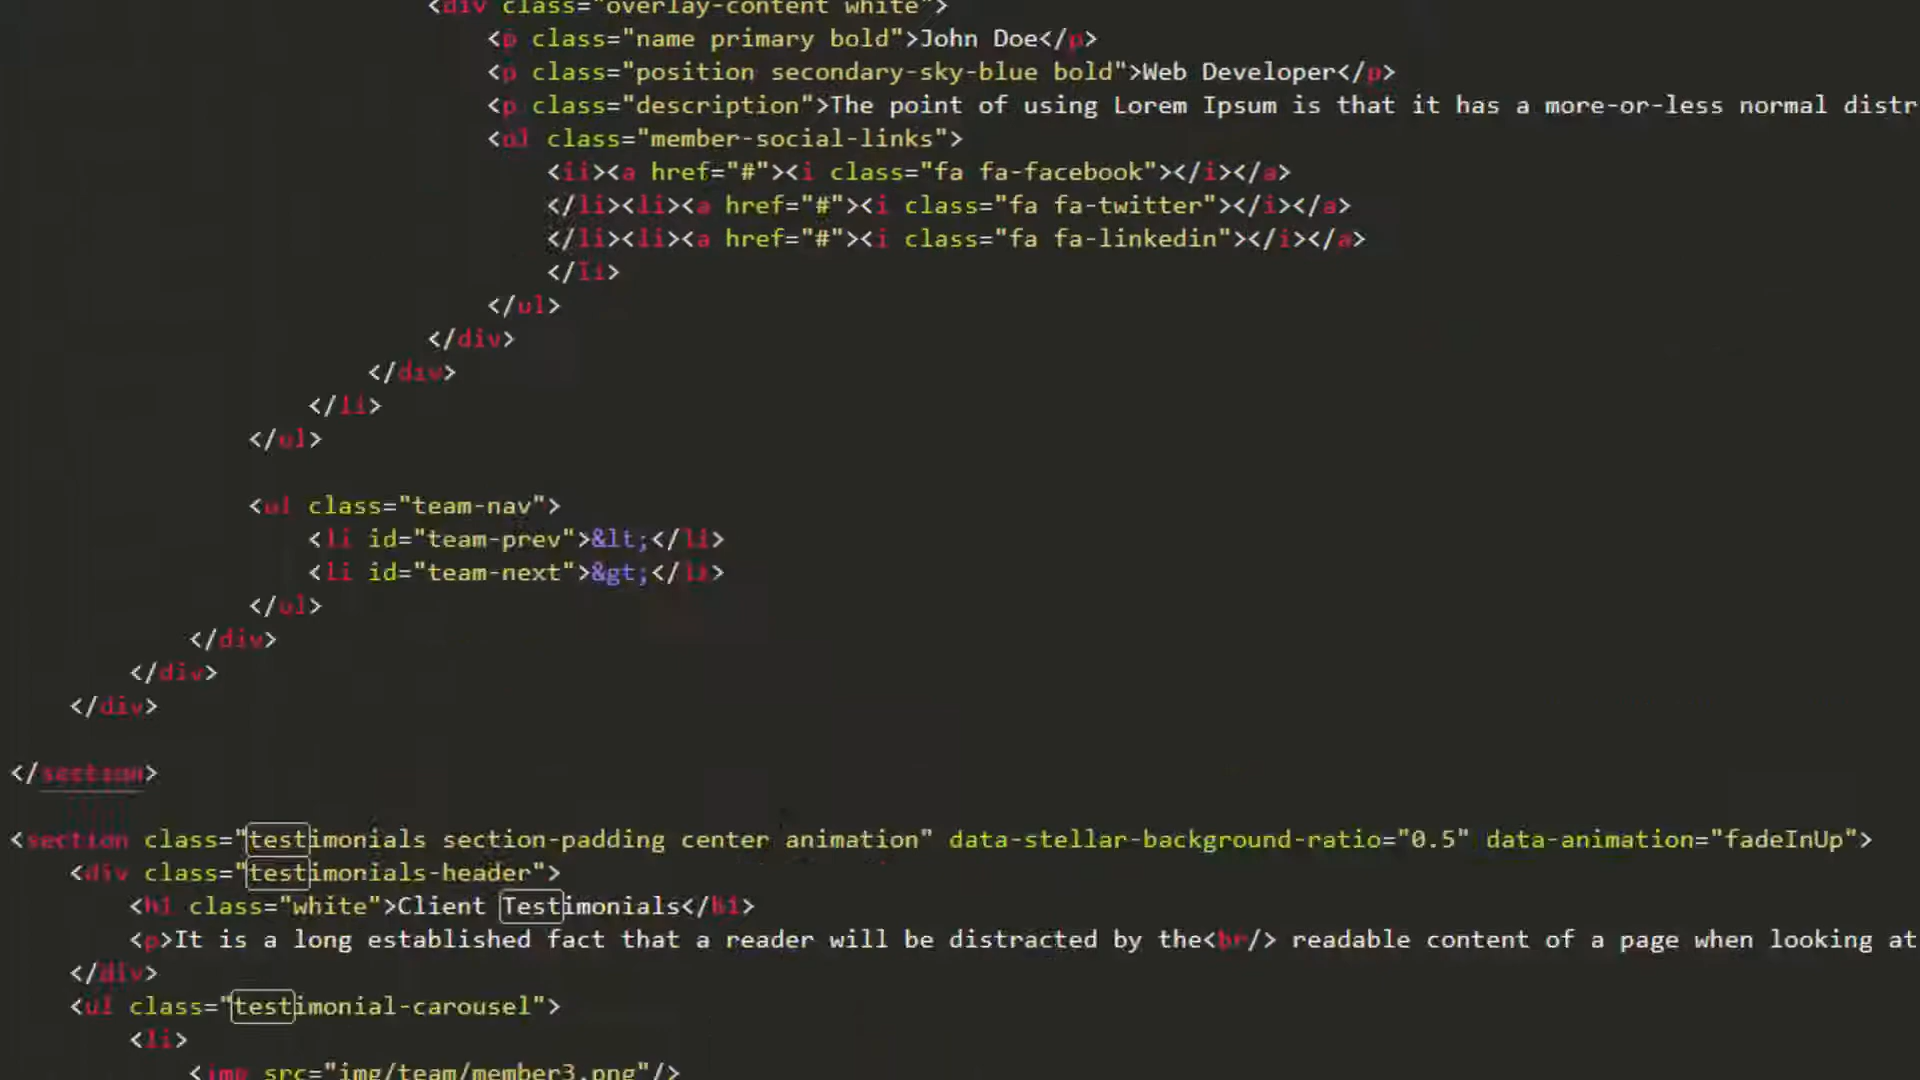 <div class="overlay-content white">
<p class="name primary bold">John Doe</p>
<p class="position secondary-sky-blue bold">Web Developer</p>
<p class="description">The point of using Lorem Ipsum is that it has a more-or-less normal distr
<ul class="member-social-links">
<li><a href="#"><i class="fa fa-facebook"></i></a>
</li><li><a href="#"><i class="fa fa-twitter"></i></a>
</li><li><a href="#"><i class="fa fa-linkedin"></i></a>
</li>
</ul>
</div>
</div>
</li>
</ul>
<ul class="team-nav">
<li id="team-prev">&lt;</li>
<li id="team-next">&gt;</li>
</ul>
</div>
</div>
</div>
</section>
<section class="testimonials section-padding center animation" data-stellar-background-ratio="0.5" data-animation="fadeInUp">
<div class="testimonials-header">
<h1 class="white">Client Testimonials</h1>
<p>It is a long established fact that a reader will be distracted by the<br/> readable content of a page when looking at
</div>
<ul class="testimonial-carousel">
<li>
<img src="img/team/member3.png"/>